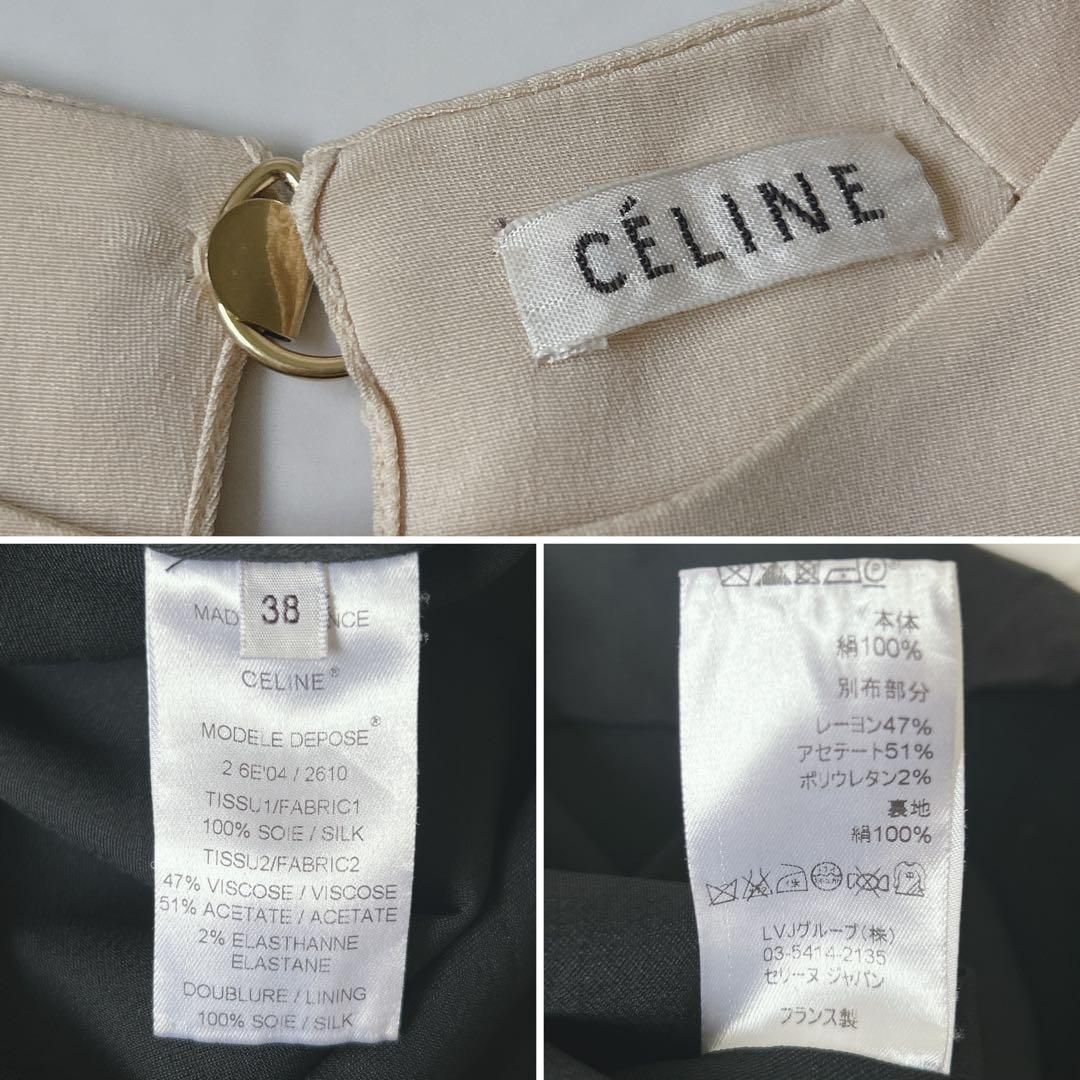 CÉLINE
38
MAD NCE
CELINE®
MODELE DEPOSE®
2 6E'04 / 2610
TISSU1/FABRIC1
100% SOIE / SILK
TISSU2/FABRIC2
47% VISCOSE / VISCOSE
51% ACETATE / ACETATE
2% ELASTHANNE
ELASTANE
DOUBLURE / LINING
100% SOIE / SILK
本体
絹100%
別布部分
レーヨン47%
アセテート51%
ポリウレタン2%
裏地
絹100%
LVJグループ(株)
03-5414-2135
セリーヌ ジャパン
フランス製